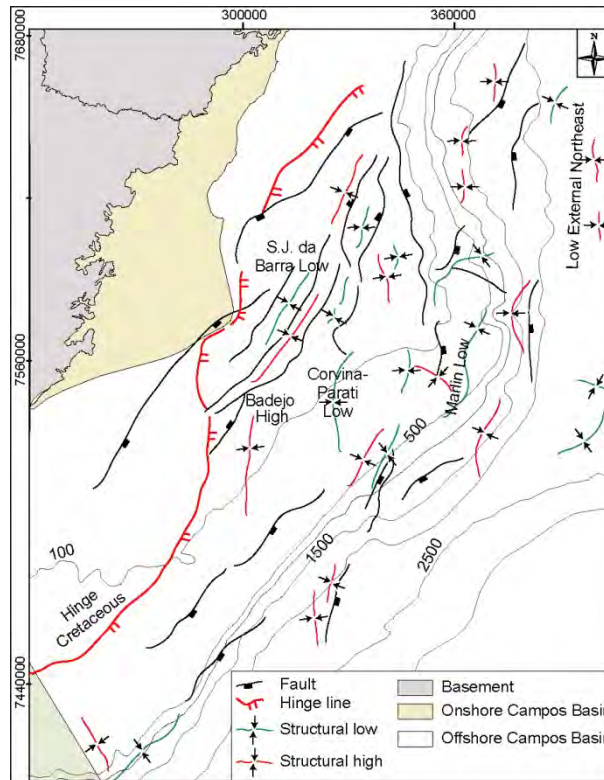 300000
360000
7680000
N
Low External Northeast
S.J. da
Barra Low
7560000
Marlin Low
Corvina-
Parati
Low
Badejo
High
500
100
1500
2500
Hinge
Cretaceous
7440000
Fault
Hinge line
Structural low
Structural high
Basement
Onshore Campos Basin
Offshore Campos Basin